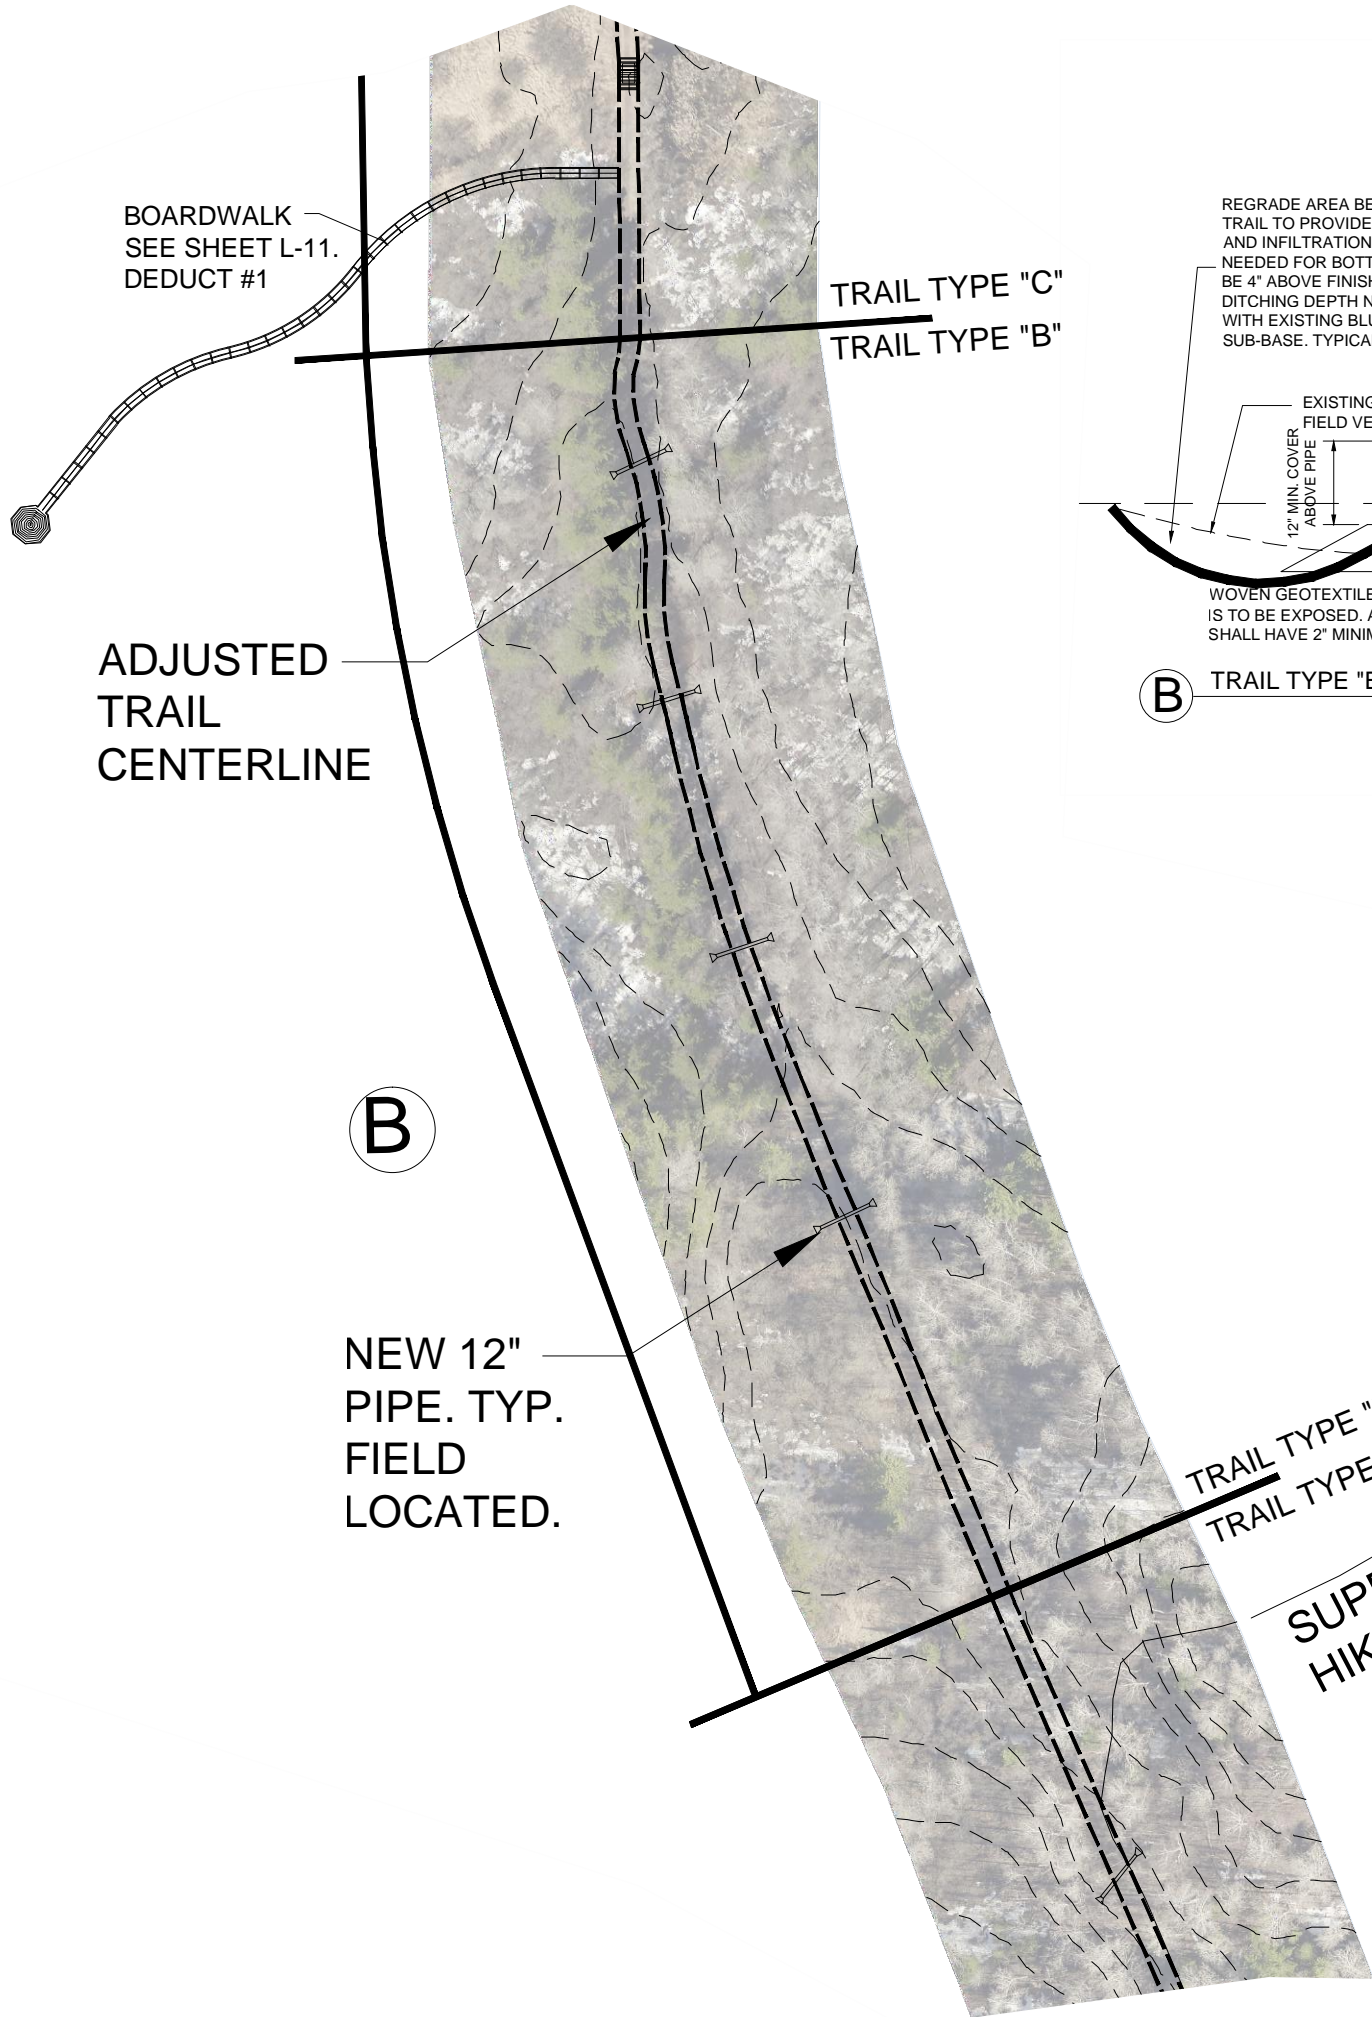 BOARDWALK
SEE SHEET L-11.
DEDUCT #1
TRAIL TYPE "C"
TRAIL TYPE "B"
REGRADE AREA BE
TRAIL TO PROVIDE
AND INFILTRATION
NEEDED FOR BOTT
BE 4" ABOVE FINISH
DITCHING DEPTH N
WITH EXISTING BLU
SUB-BASE. TYPICA
EXISTING
FIELD VE
12" MIN. COVER
ABOVE PIPE
WOVEN GEOTEXTILE
IS TO BE EXPOSED. A
SHALL HAVE 2" MINIM
B
TRAIL TYPE "B
ADJUSTED
TRAIL
CENTERLINE
B
NEW 12"
PIPE. TYP.
FIELD
LOCATED.
TRAIL TYPE "
TRAIL TYPE
SUP
HIK